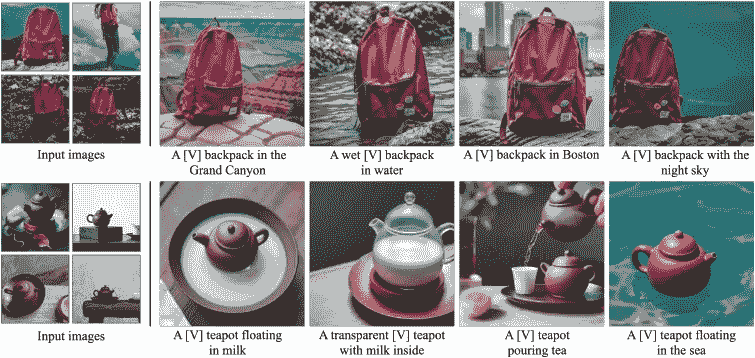 Input images
A [V] backpack in the
Grand Canyon
A wet [V] backpack
in water
A [V] backpack in Boston
A [V] backpack with the
night sky
Input images
A [V] teapot floating
in milk
A transparent [V] teapot
with milk inside
A [V] teapot
pouring tea
A [V] teapot floating
in the sea